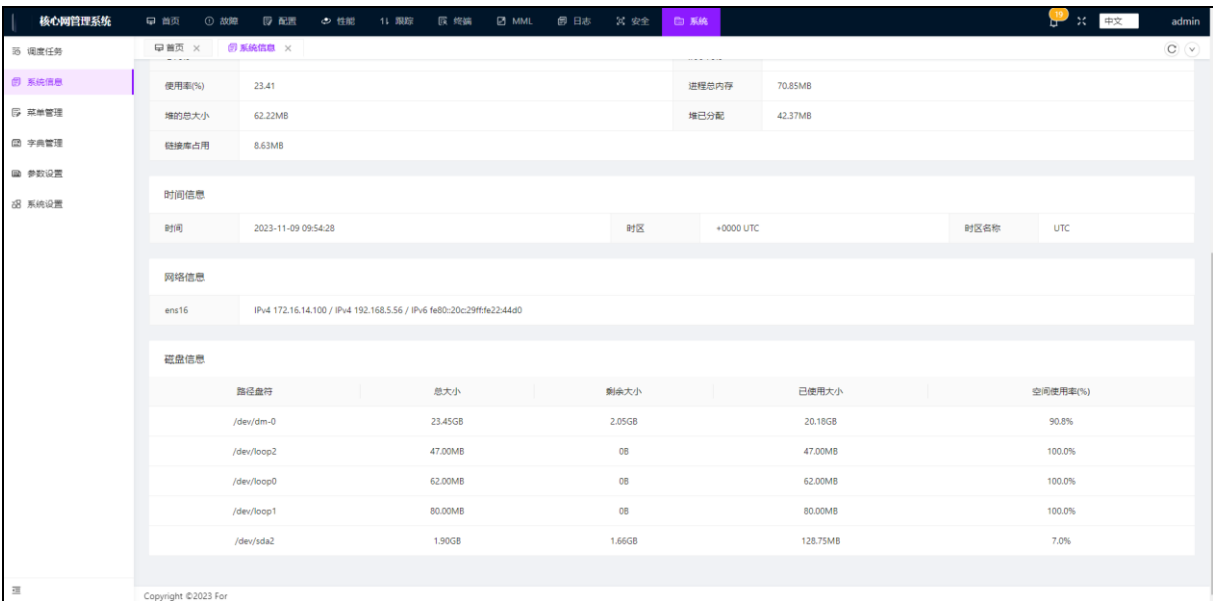 核心网管理系统 首页 故障 配置 性能 跟踪 终端 MML 日志 安全 系统 19 中文 admin
调度任务 首页 × 系统信息 ×
系统信息 使用率(%) 23.41 进程总内存 70.85MB
菜单管理 堆的总大小 62.22MB 堆已分配 42.37MB
字典管理 链接库占用 8.63MB
参数设置
系统设置 时间信息
时间 2023-11-09 09:54:28 时区 +0000 UTC 时区名称 UTC
网络信息
ens16 IPv4 172.16.14.100 / IPv4 192.168.5.56 / IPv6 fe80::20c:29ff:fe22:44d0
磁盘信息
路径盘符 总大小 剩余大小 已使用大小 空间使用率(%)
/dev/dm-0 23.45GB 2.05GB 20.18GB 90.8%
/dev/loop2 47.00MB 0B 47.00MB 100.0%
/dev/loop0 62.00MB 0B 62.00MB 100.0%
/dev/loop1 80.00MB 0B 80.00MB 100.0%
/dev/sda2 1.90GB 1.66GB 128.75MB 7.0%
Copyright ©2023 For